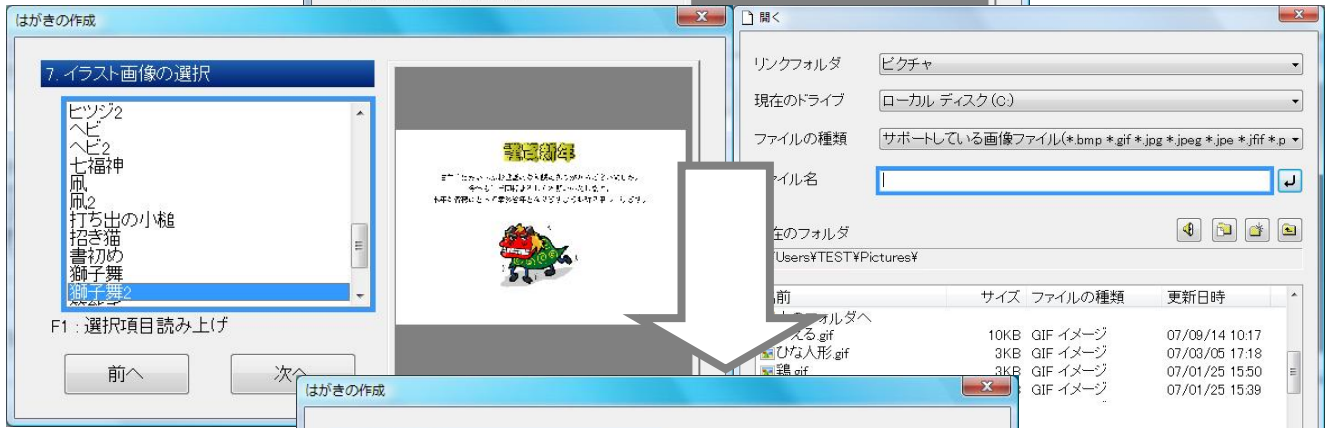 はがきの作成
7. イラスト画像の選択
ヒツジ2
ヘビ
ヘビ2
七福神
凧
凧2
打ち出の小槌
招き猫
書初め
獅子舞
獅子舞2
F1 : 選択項目読み上げ
前へ
次へ
謹賀新年
開く
リンクフォルダ ピクチャ
現在のドライブ ローカル ディスク (C:)
ファイルの種類 サポートしている画像ファイル(*.bmp *.gif *.jpg *.jpeg *.jpe *.jfif *.p
イル名
在のフォルダ
Users¥TEST¥Pictures¥
前 サイズ ファイルの種類 更新日時
フォルダへ
える.gif 10KB GIF イメージ 07/09/14 10:17
ひな人形.gif 3KB GIF イメージ 07/03/05 17:18
鶏.gif 3KB GIF イメージ 07/01/25 15:50
GIF イメージ 07/01/25 15:39
はがきの作成